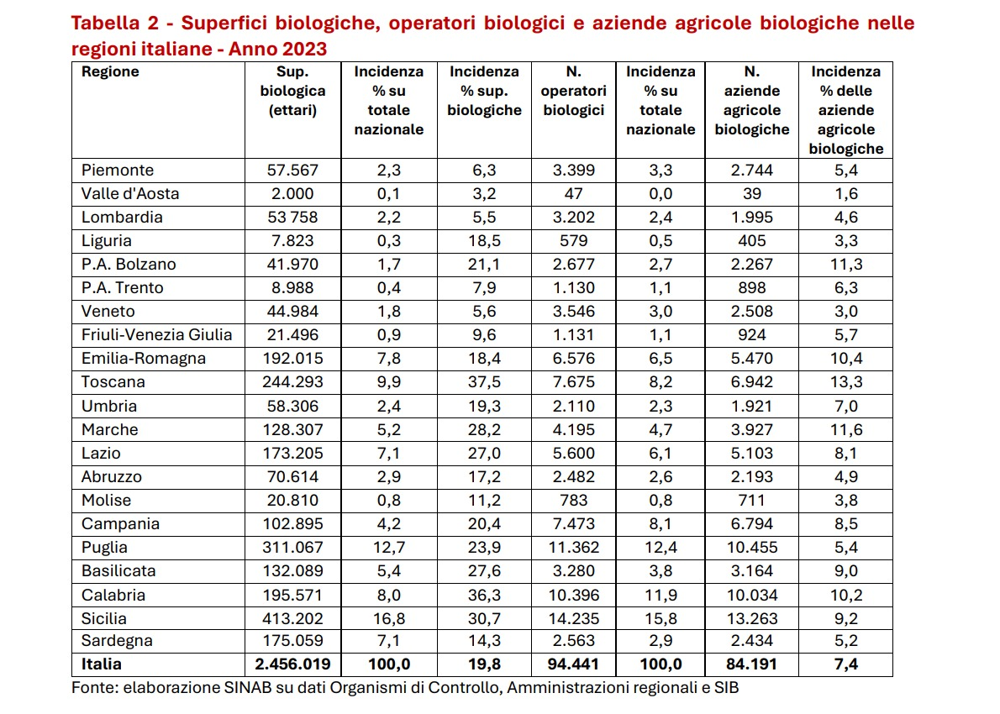 Tabella 2 - Superfici biologiche, operatori biologici e aziende agricole biologiche nelle
regioni italiane - Anno 2023
Regione Sup. biologica (ettari) Incidenza % su totale nazionale Incidenza % sup. biologiche N. operatori biologici Incidenza % su totale nazionale N. aziende agricole biologiche Incidenza % delle aziende agricole biologiche
Piemonte 57.567 2,3 6,3 3.399 3,3 2.744 5,4
Valle d'Aosta 2.000 0,1 3,2 47 0,0 39 1,6
Lombardia 53 758 2,2 5,5 3.202 2,4 1.995 4,6
Liguria 7.823 0,3 18,5 579 0,5 405 3,3
P.A. Bolzano 41.970 1,7 21,1 2.677 2,7 2.267 11,3
P.A. Trento 8.988 0,4 7,9 1.130 1,1 898 6,3
Veneto 44.984 1,8 5,6 3.546 3,0 2.508 3,0
Friuli-Venezia Giulia 21.496 0,9 9,6 1.131 1,1 924 5,7
Emilia-Romagna 192.015 7,8 18,4 6.576 6,5 5.470 10,4
Toscana 244.293 9,9 37,5 7.675 8,2 6.942 13,3
Umbria 58.306 2,4 19,3 2.110 2,3 1.921 7,0
Marche 128.307 5,2 28,2 4.195 4,7 3.927 11,6
Lazio 173.205 7,1 27,0 5.600 6,1 5.103 8,1
Abruzzo 70.614 2,9 17,2 2.482 2,6 2.193 4,9
Molise 20.810 0,8 11,2 783 0,8 711 3,8
Campania 102.895 4,2 20,4 7.473 8,1 6.794 8,5
Puglia 311.067 12,7 23,9 11.362 12,4 10.455 5,4
Basilicata 132.089 5,4 27,6 3.280 3,8 3.164 9,0
Calabria 195.571 8,0 36,3 10.396 11,9 10.034 10,2
Sicilia 413.202 16,8 30,7 14.235 15,8 13.263 9,2
Sardegna 175.059 7,1 14,3 2.563 2,9 2.434 5,2
Italia 2.456.019 100,0 19,8 94.441 100,0 84.191 7,4
Fonte: elaborazione SINAB su dati Organismi di Controllo, Amministrazioni regionali e SIB